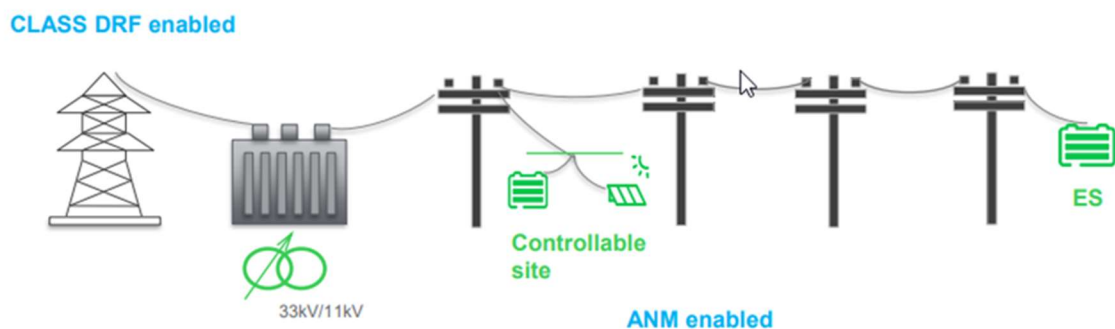 CLASS DRF enabled
ES
Controllable
site
33kV/11kV
ANM enabled